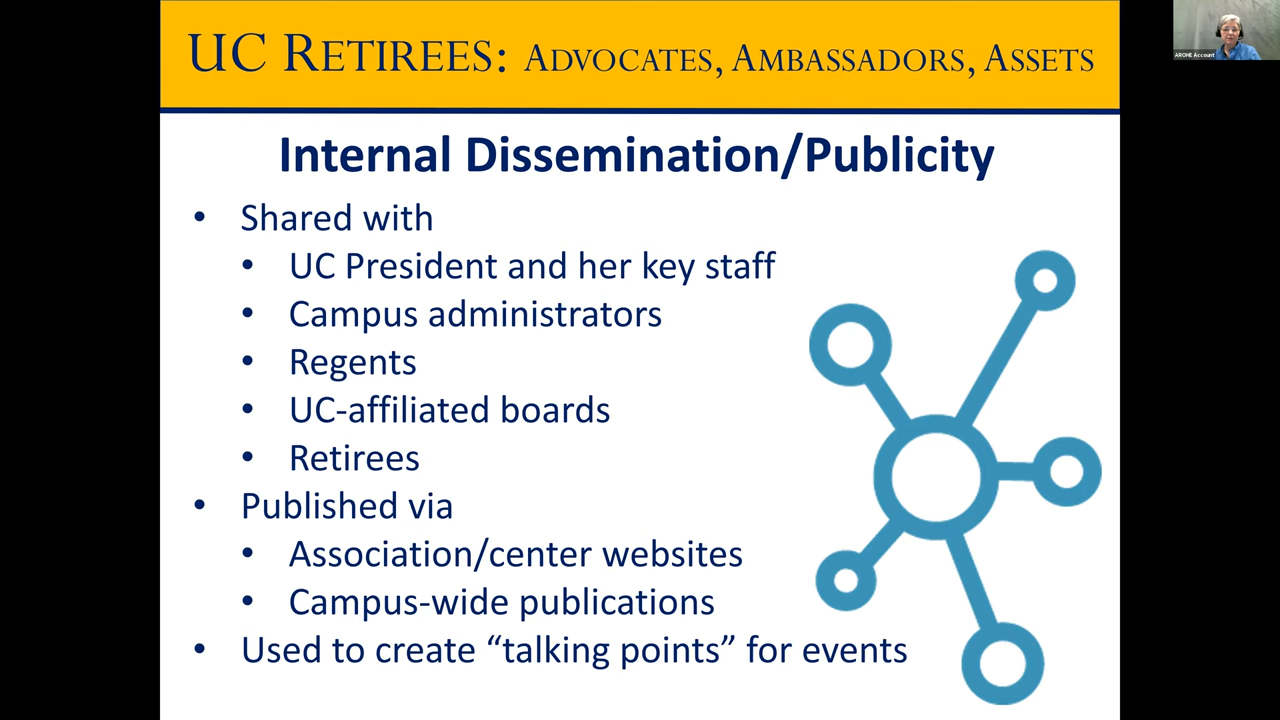 UC RETIREES: ADVOCATES, AMBASSADORS, ASSETS
AROHE Account
Internal Dissemination/Publicity
• Shared with
• UC President and her key staff
• Campus administrators
• Regents
• UC-affiliated boards
• Retirees
• Published via
• Association/center websites
• Campus-wide publications
• Used to create “talking points” for events